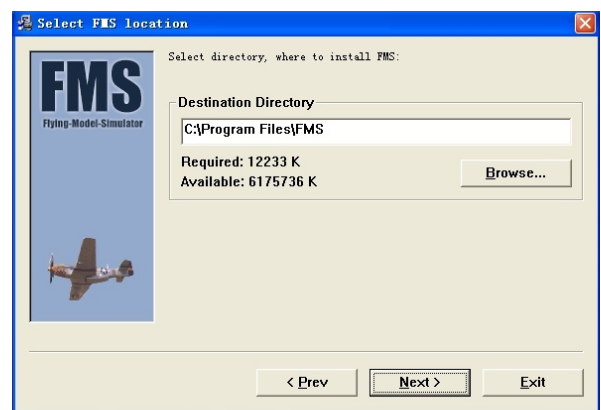 Select FMS location
Select directory, where to install FMS:
FMS
Flying-Model-Simulator
Destination Directory
C:\Program Files\FMS
Required: 12233 K
Available: 6175736 K
Browse...
< Prev
Next >
Exit